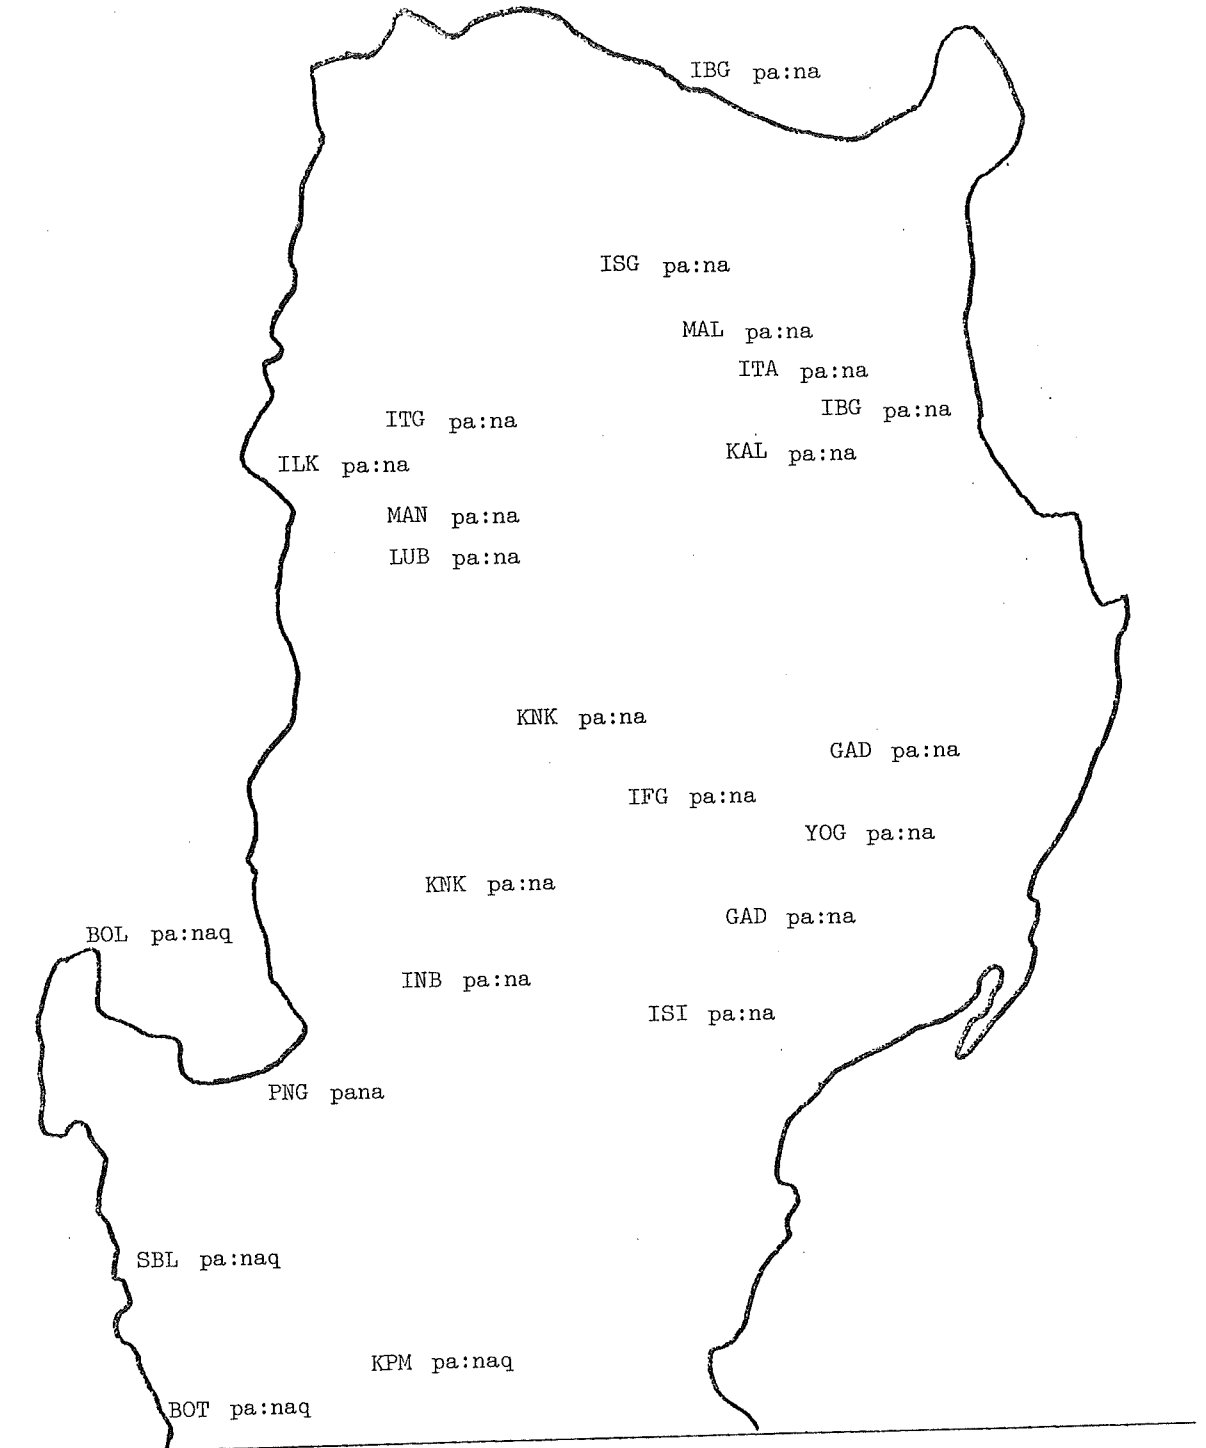 IBG pa:na
ISG pa:na
MAL pa:na
ITA pa:na
IBG pa:na
ITG pa:na
KAL pa:na
ILK pa:na
MAN pa:na
LUB pa:na
KNK pa:na
GAD pa:na
IFG pa:na
YOG pa:na
KNK pa:na
GAD pa:na
BOL pa:naq
INB pa:na
ISI pa:na
PNG pana
SBL pa:naq
KPM pa:naq
BOT pa:naq